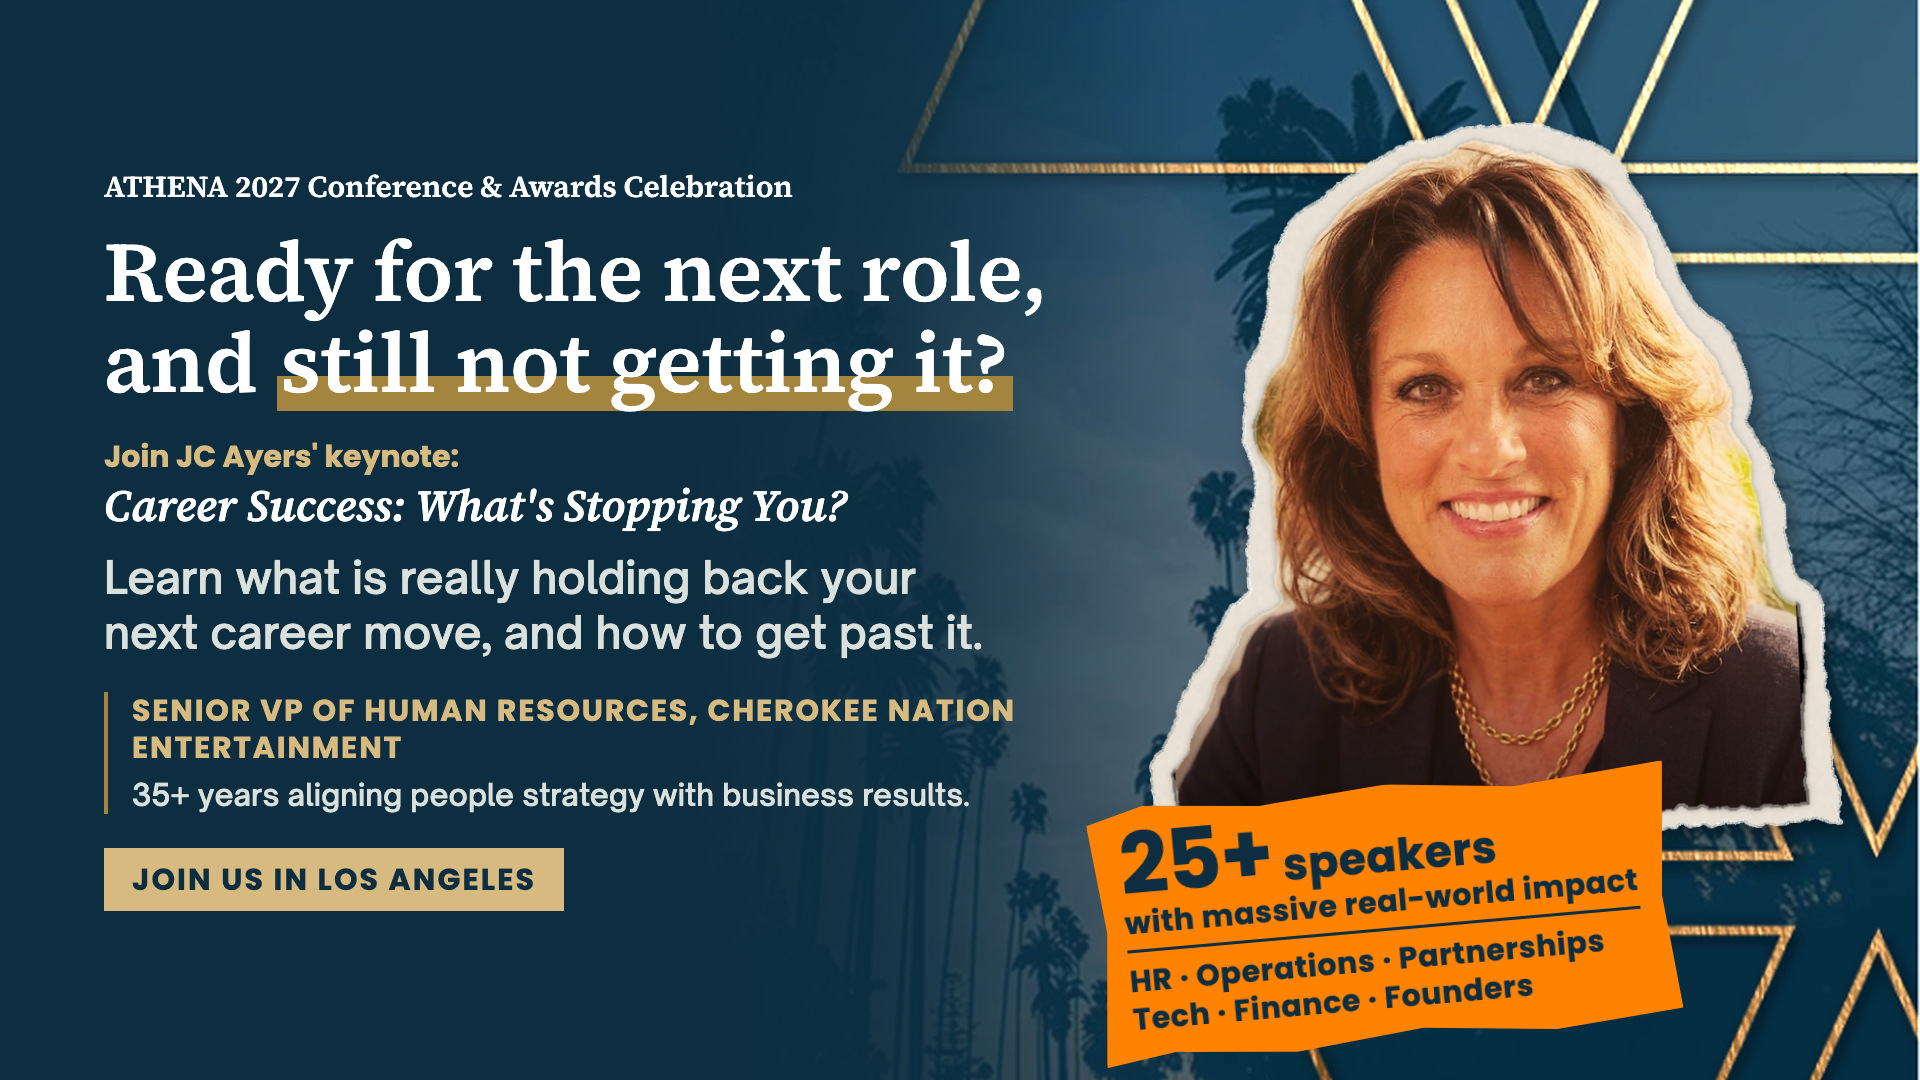 ATHENA 2027 Conference & Awards Celebration
Ready for the next role,
and still not getting it?
Join JC Ayers' keynote:
Career Success: What's Stopping You?
Learn what is really holding back your
next career move, and how to get past it.
SENIOR VP OF HUMAN RESOURCES, CHEROKEE NATION
ENTERTAINMENT
35+ years aligning people strategy with business results.
JOIN US IN LOS ANGELES
25+ speakers
with massive real-world impact
HR · Operations · Partnerships
Tech · Finance · Founders